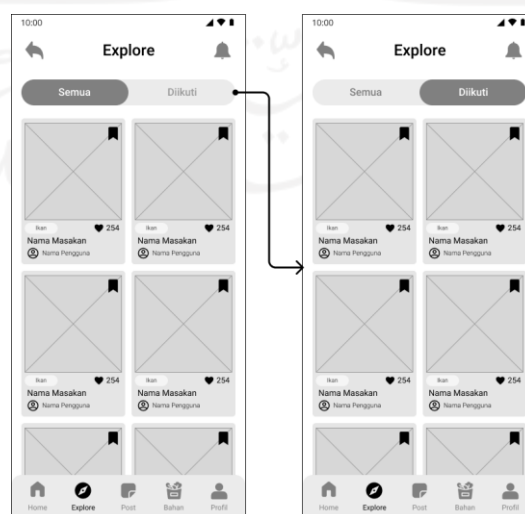 10:00
Explore
Semua Diikuti
Ikan 254 Ikan 254
Nama Masakan Nama Masakan
Nama Pengguna Nama Pengguna
Ikan 254 Ikan 254
Nama Masakan Nama Masakan
Nama Pengguna Nama Pengguna
Home Explore Post Bahan Profil
10:00
Explore
Semua Diikuti
Ikan 254 Ikan 254
Nama Masakan Nama Masakan
Nama Pengguna Nama Pengguna
Ikan 254 Ikan 254
Nama Masakan Nama Masakan
Nama Pengguna Nama Pengguna
Home Explore Post Bahan Profil